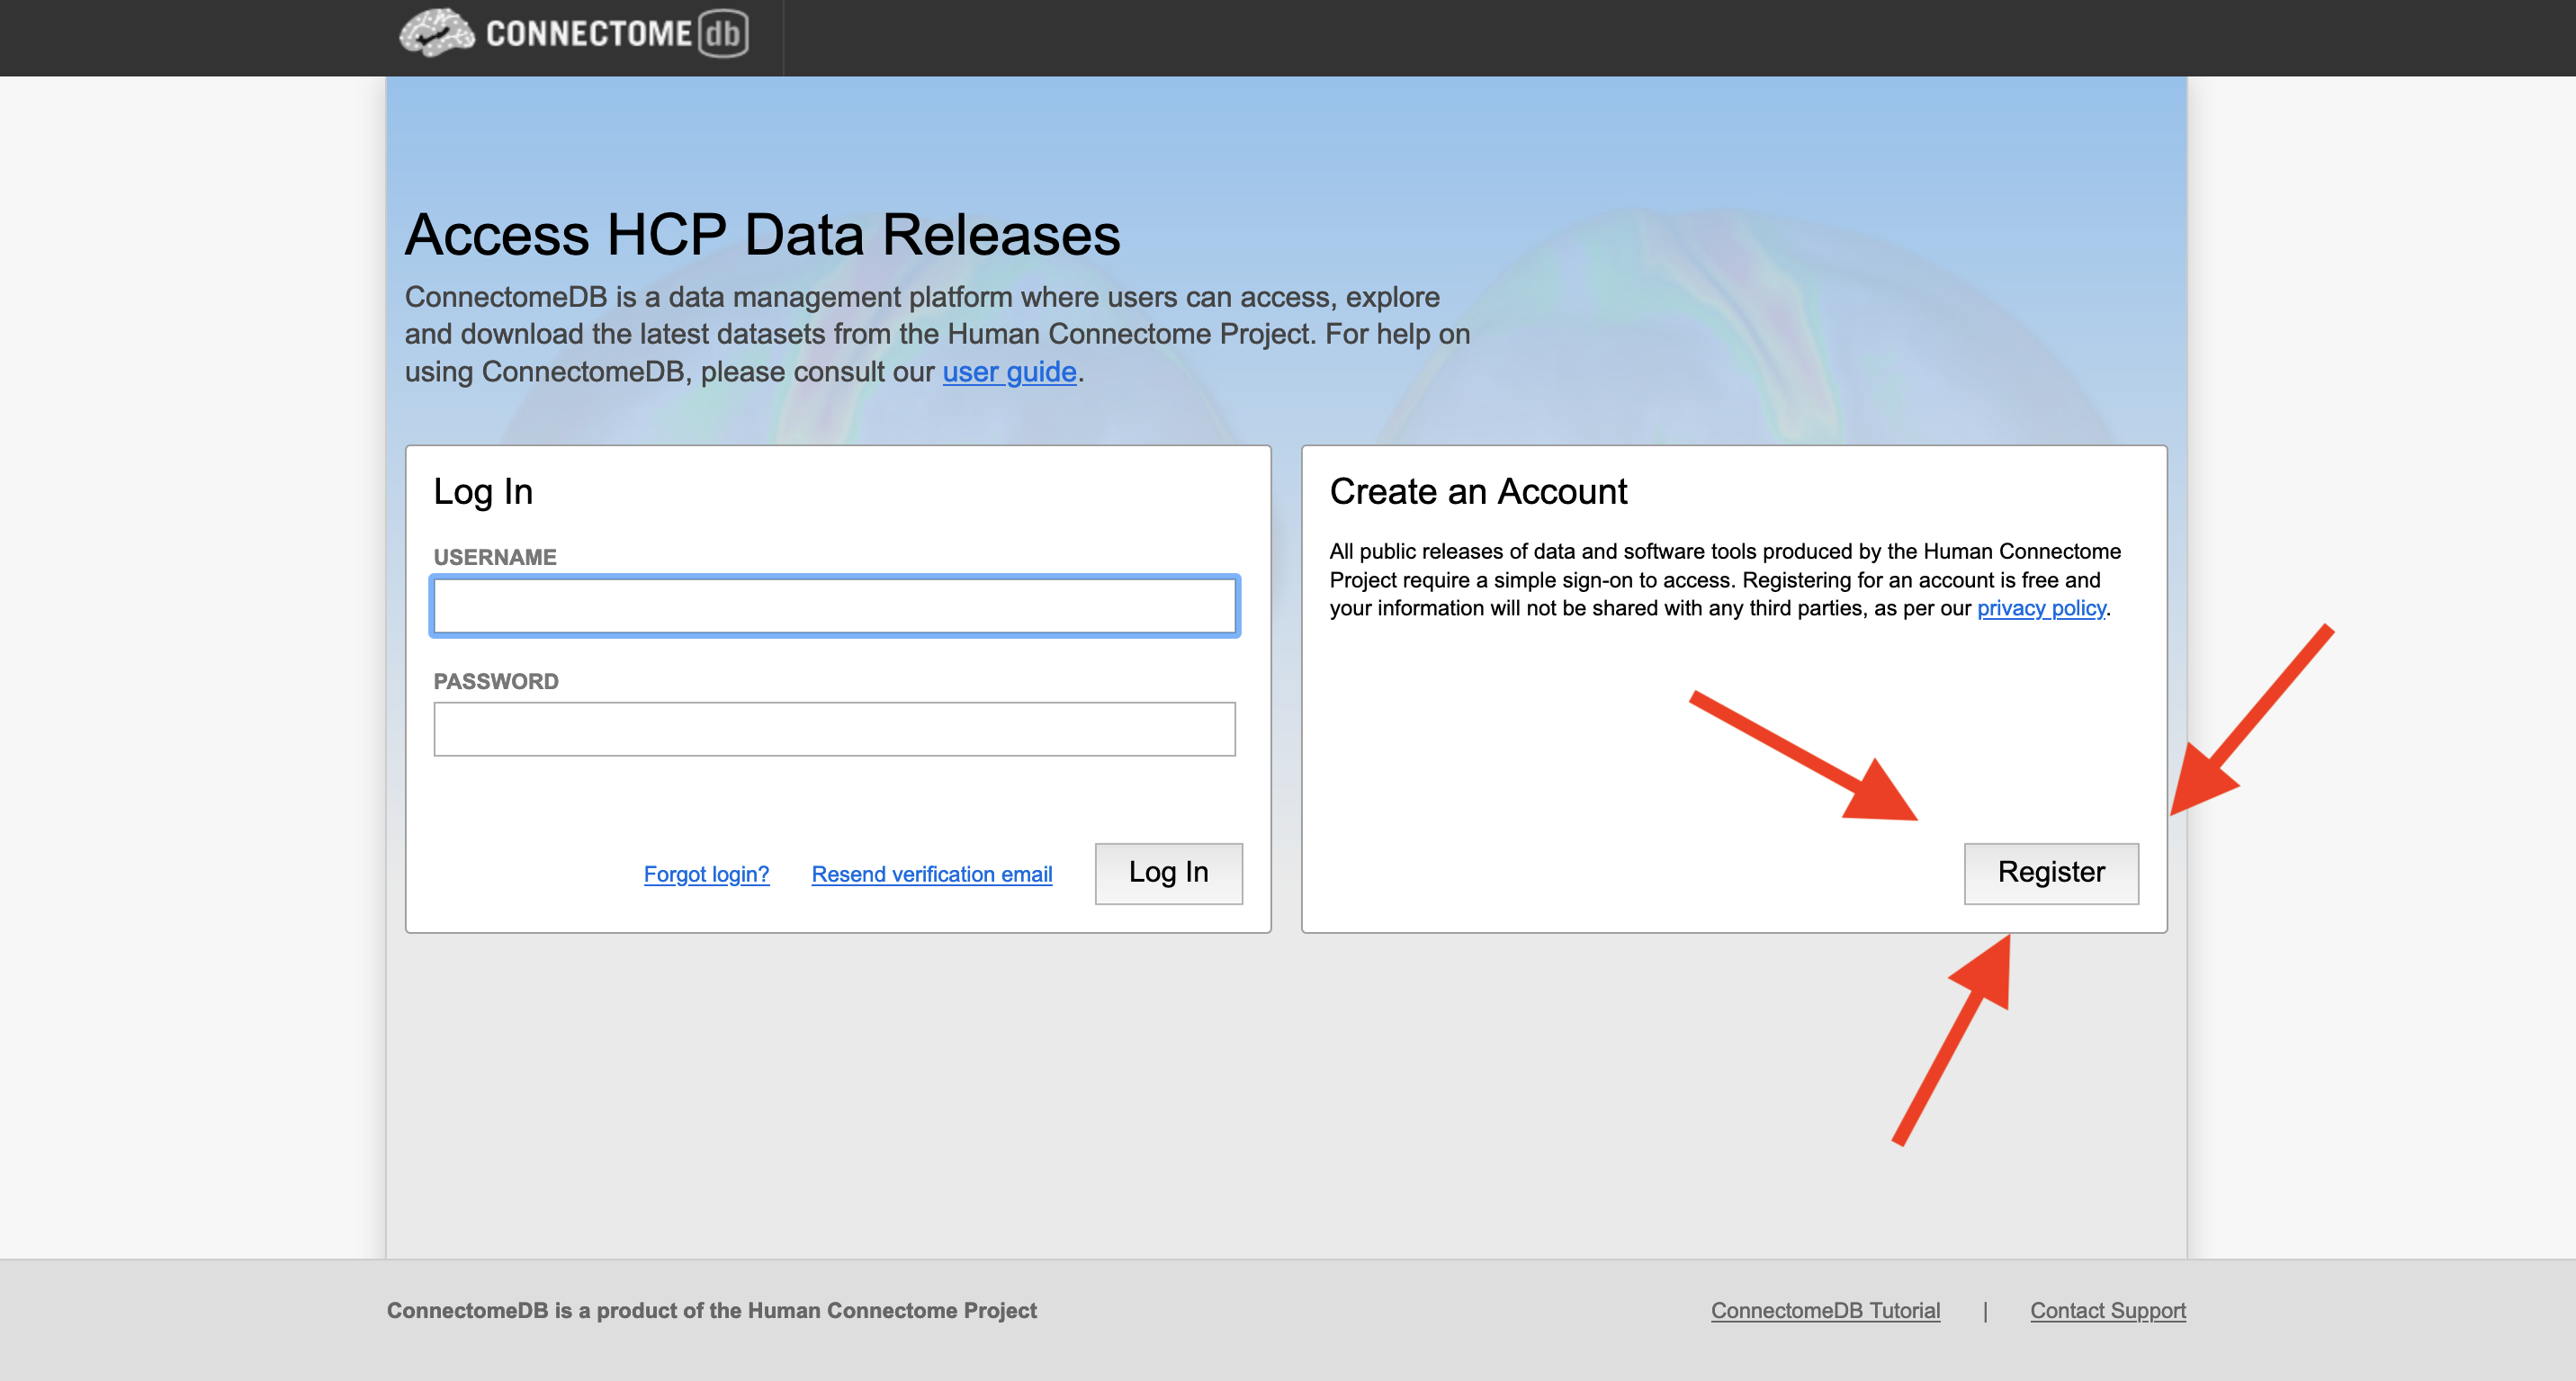 CONNECTOME db
Access HCP Data Releases
ConnectomeDB is a data management platform where users can access, explore
and download the latest datasets from the Human Connectome Project. For help on
using ConnectomeDB, please consult our user guide.
Log In
USERNAME
PASSWORD
Forgot login?
Resend verification email
Log In
Create an Account
All public releases of data and software tools produced by the Human Connectome
Project require a simple sign-on to access. Registering for an account is free and
your information will not be shared with any third parties, as per our privacy policy.
Register
ConnectomeDB is a product of the Human Connectome Project
ConnectomeDB Tutorial | Contact Support